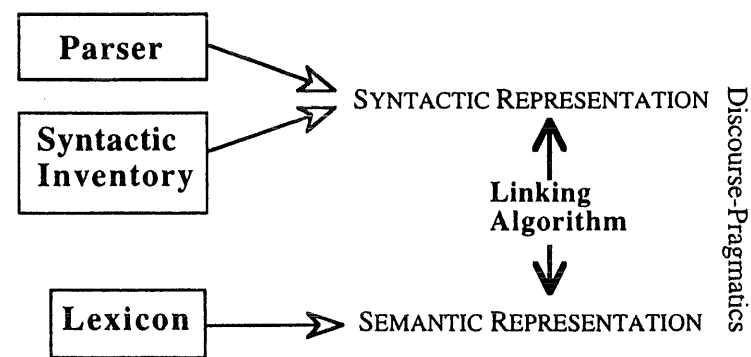 Parser
SYNTACTIC REPRESENTATION
Syntactic
Inventory
Linking
Algorithm
Discourse-Pragmatics
Lexicon
SEMANTIC REPRESENTATION